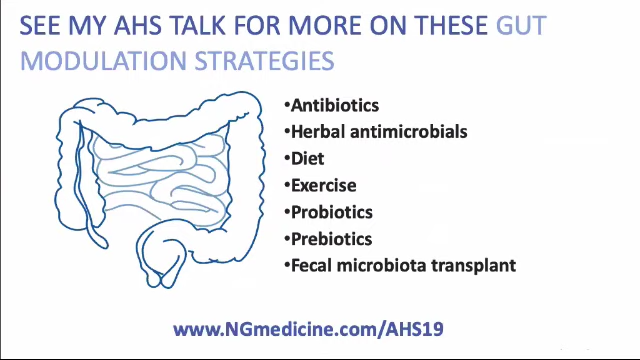 SEE MY AHS TALK FOR MORE ON THESE GUT
MODULATION STRATEGIES
•Antibiotics
•Herbal antimicrobials
•Diet
•Exercise
•Probiotics
•Prebiotics
•Fecal microbiota transplant
www.NGmedicine.com/AHS19